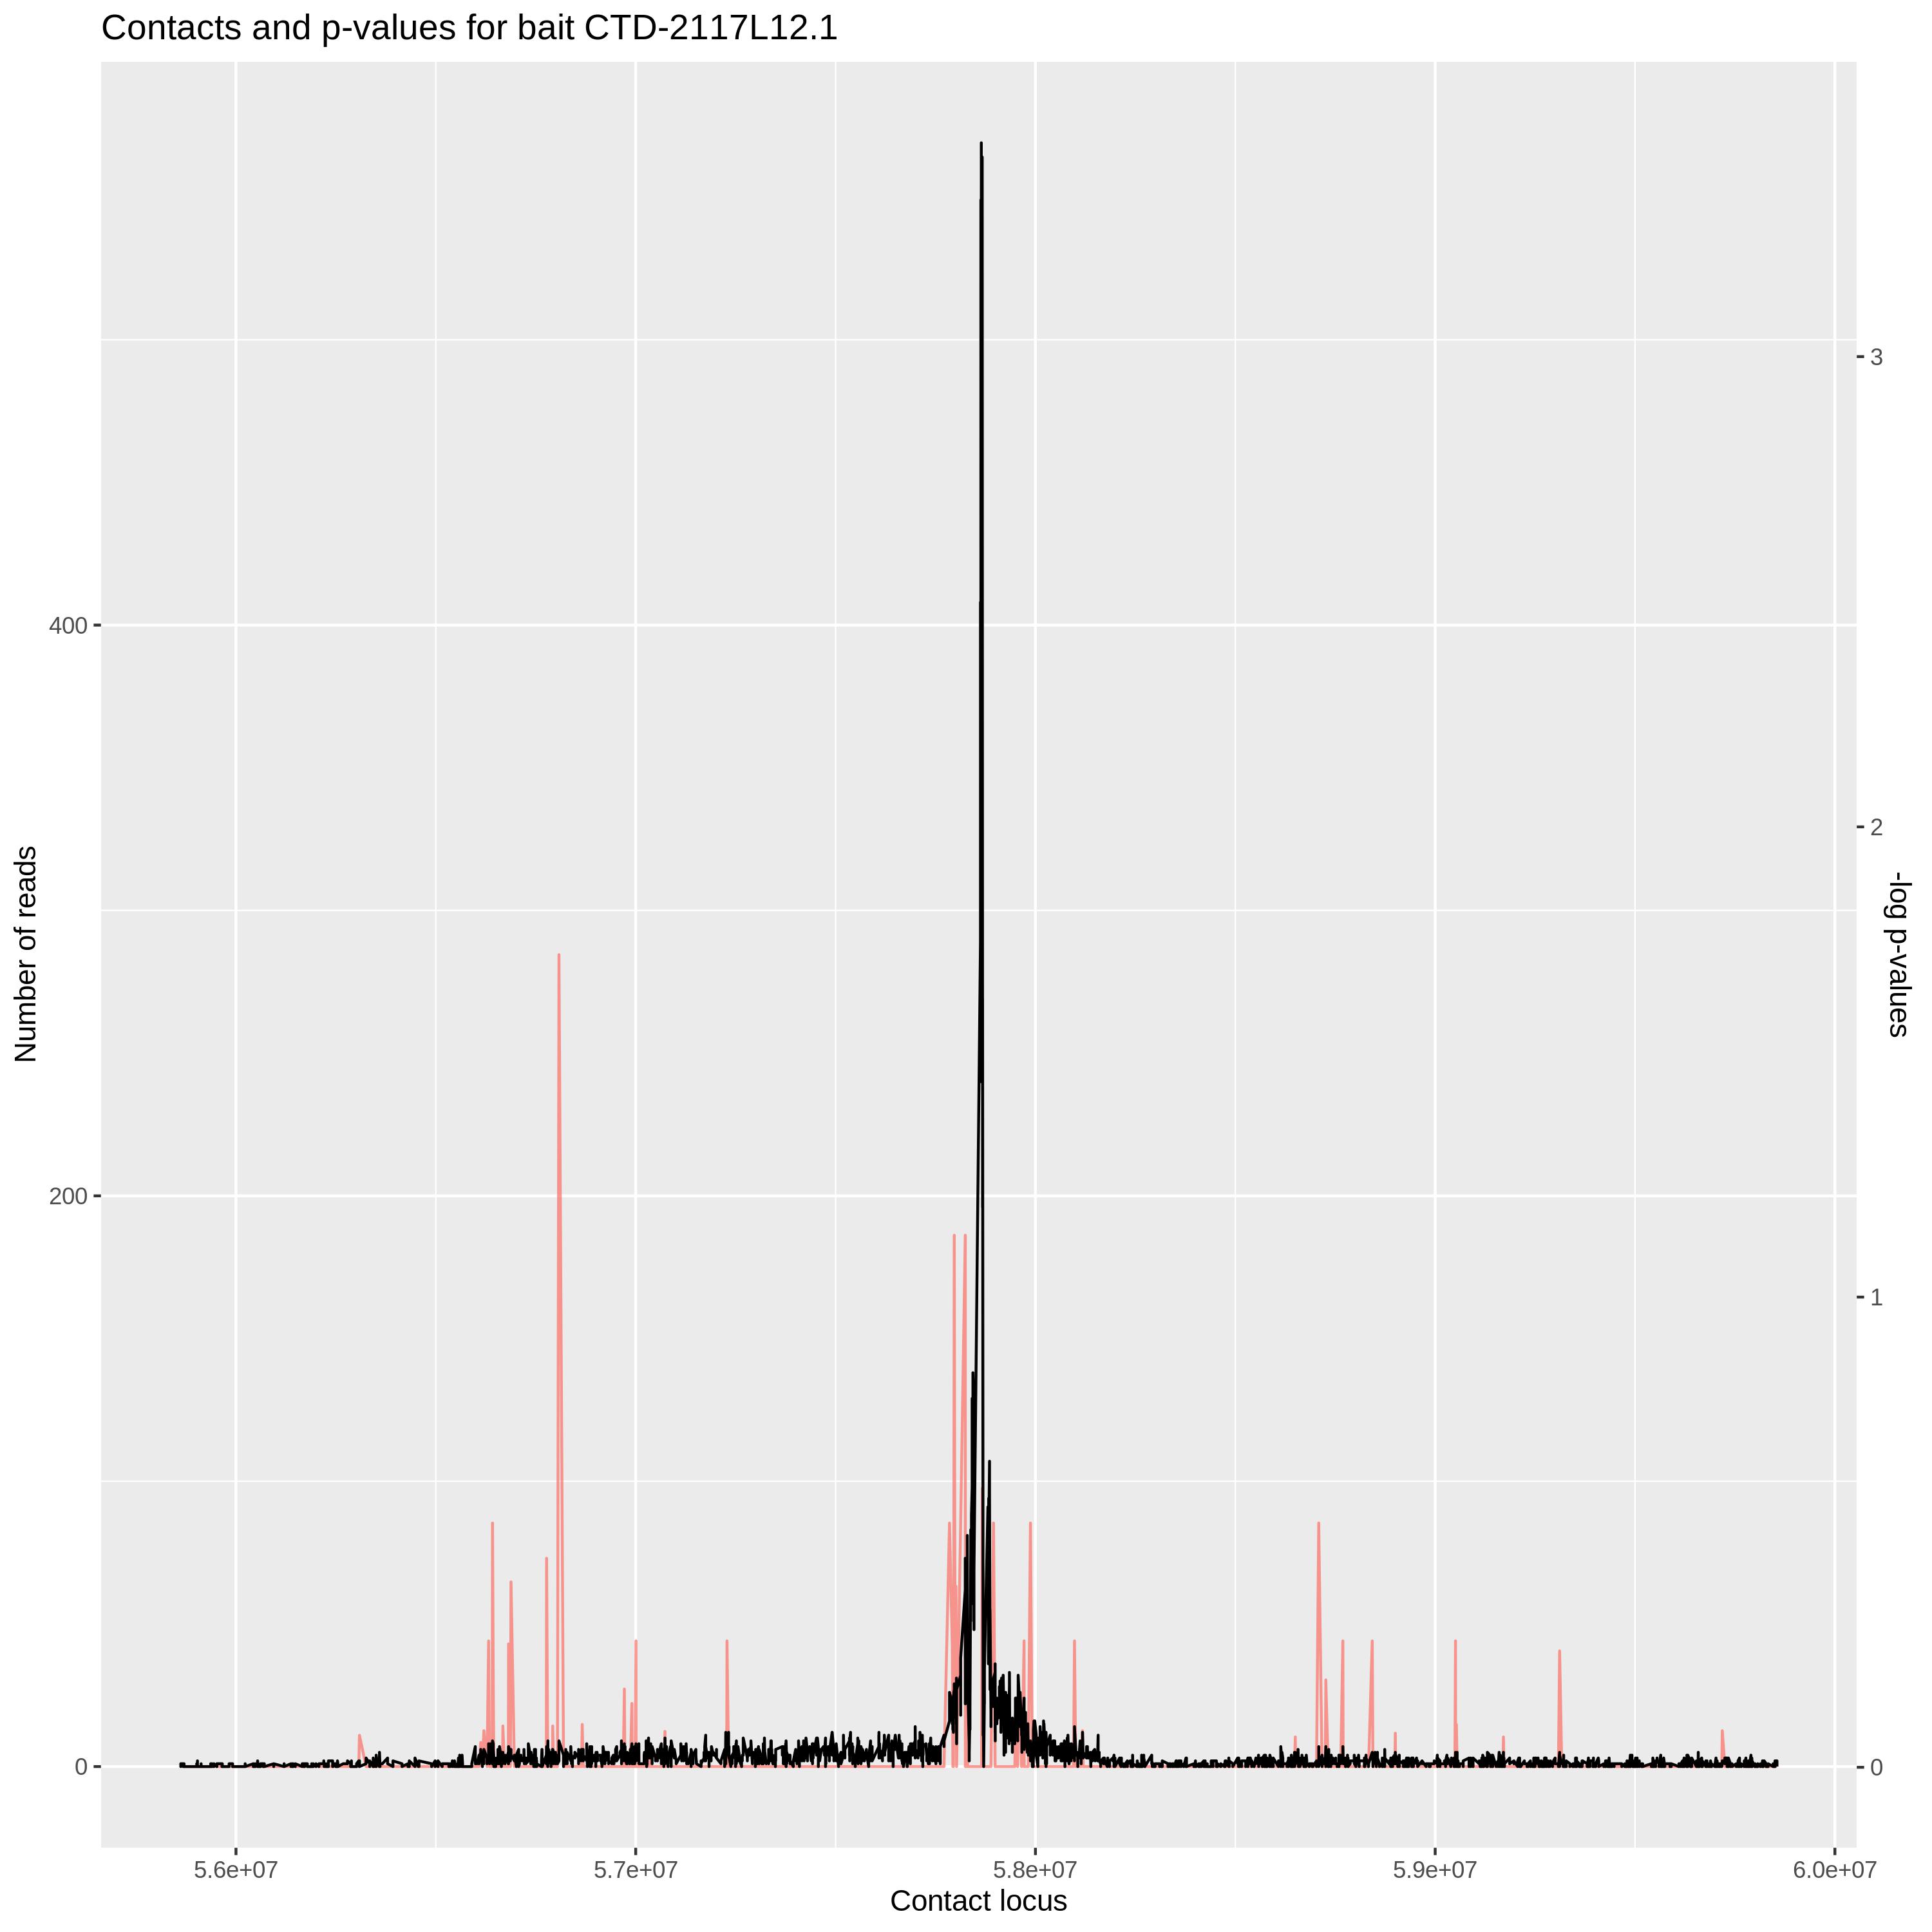 Contacts and p-values for bait CTD-2117L12.1
Number of reads
400
200
0
3
2
1
0
-log p-values
5.6e+07 5.7e+07 5.8e+07 5.9e+07 6.0e+07
Contact locus